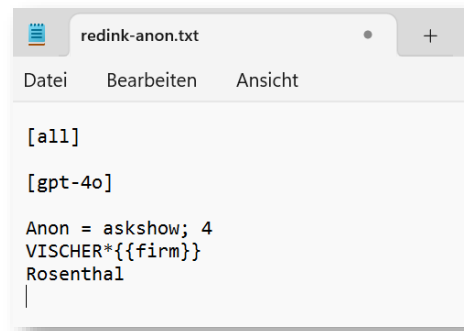 redink-anon.txt
Datei Bearbeiten Ansicht
[all]
[gpt-4o]
Anon = askshow; 4
VISCHER*{{firm}}
Rosenthal